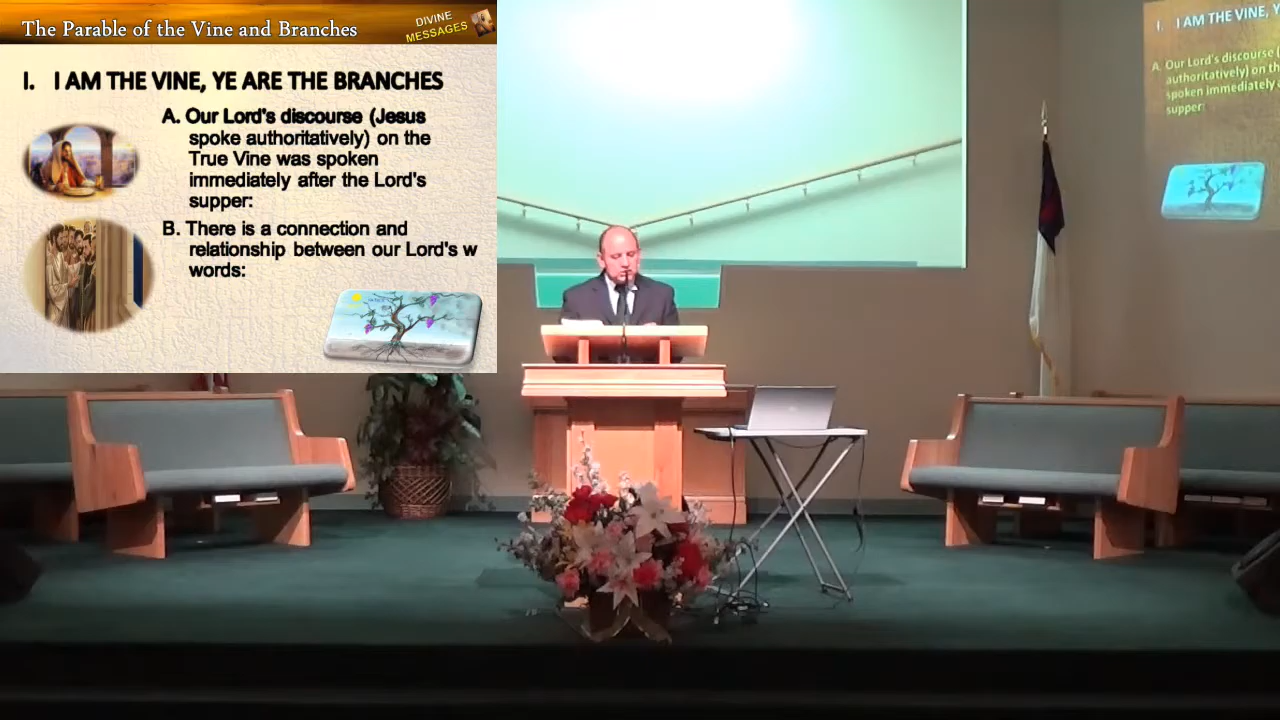 The Parable of the Vine and Branches
DIVINE
MESSAGES
I. I AM THE VINE, YE ARE THE BRANCHES
A. Our Lord's discourse (Jesus
spoke authoritatively) on the
True Vine was spoken
immediately after the Lord's
supper:
B. There is a connection and
relationship between our Lord's w
words:
I. I AM THE VINE, Y
A. Our Lord's discourse (
authoritatively) on th
spoken immediately a
supper: